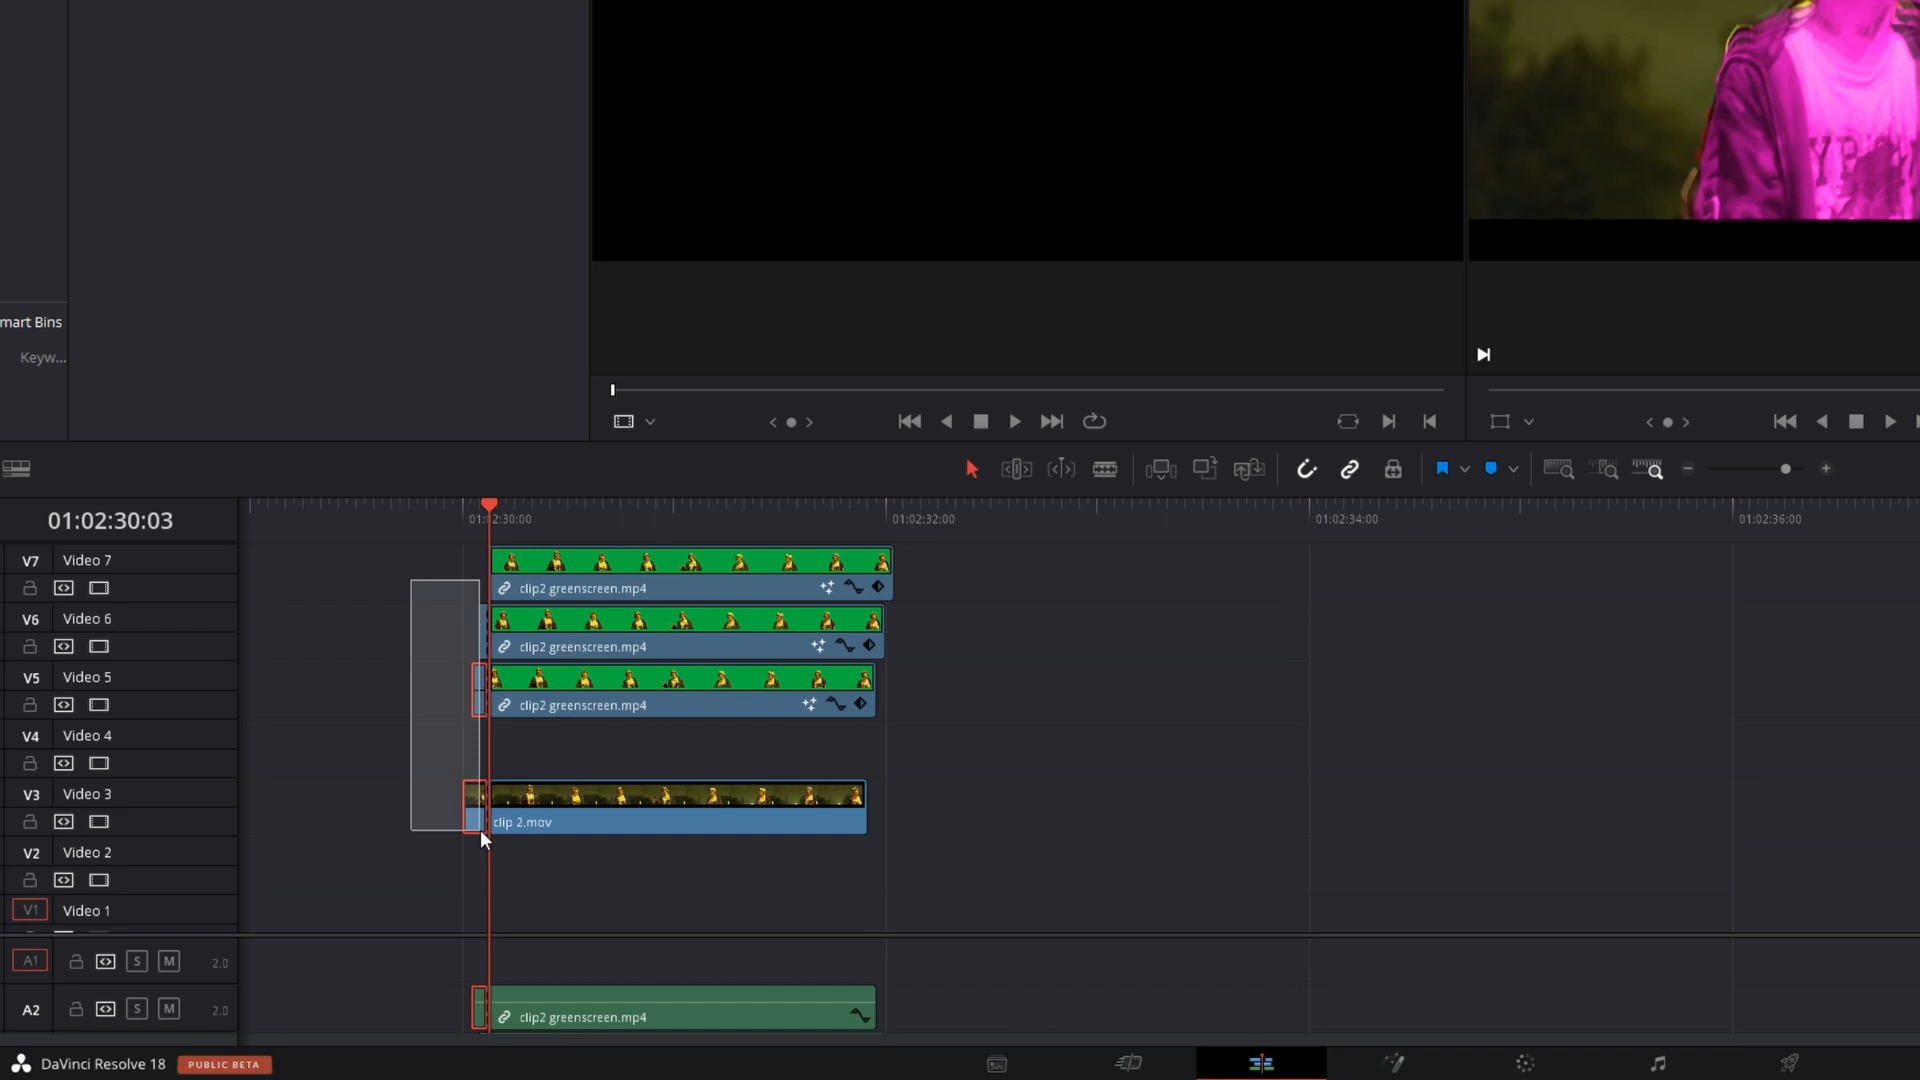 mart Bins
Keyw...
01:02:30:03
01:02:30:00
01:02:32:00
01:02:34:00
01:02:36:00
V7 Video 7
clip2 greenscreen.mp4
V6 Video 6
clip2 greenscreen.mp4
V5 Video 5
clip2 greenscreen.mp4
V4 Video 4
V3 Video 3
clip 2.mov
V2 Video 2
V1 Video 1
A1 S M 2.0
A2 S M 2.0
clip2 greenscreen.mp4
DaVinci Resolve 18 PUBLIC BETA